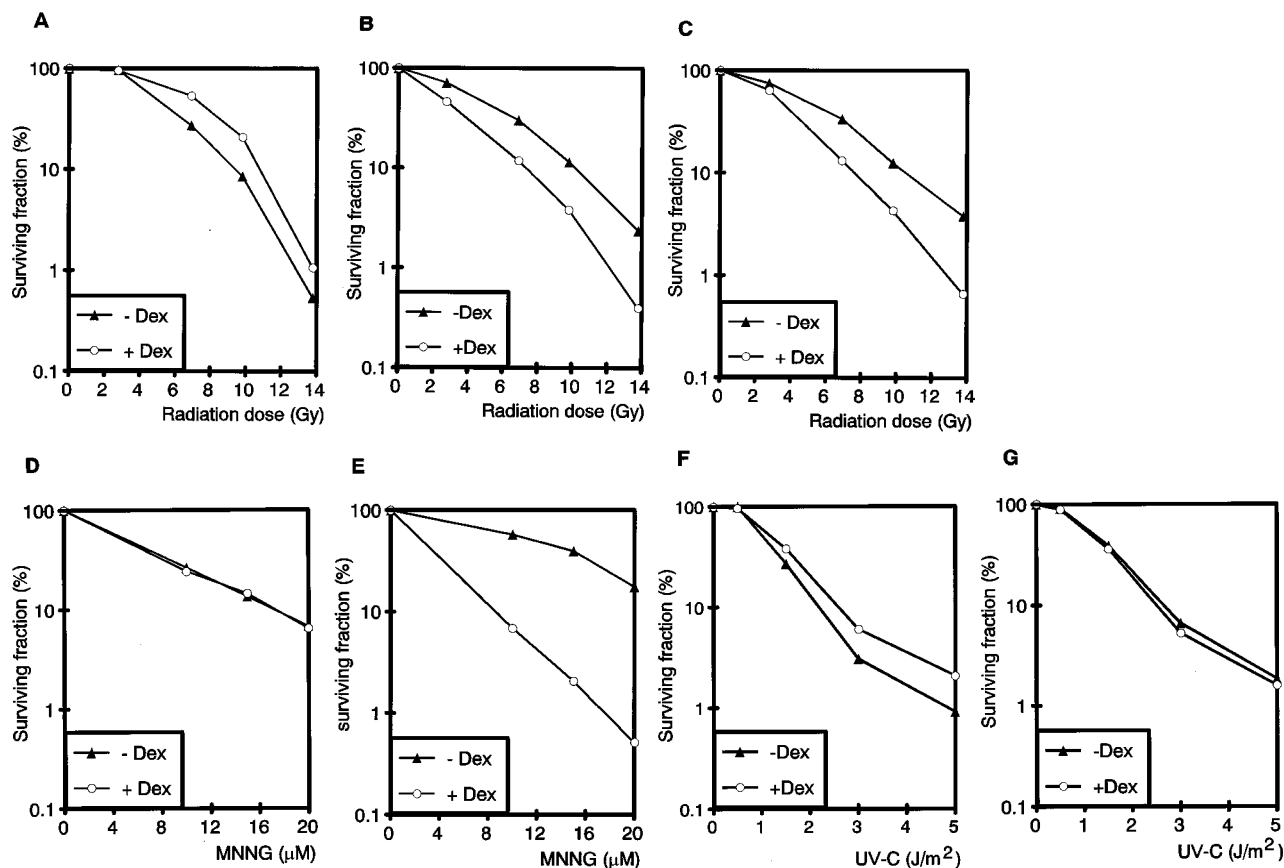 A
Surviving fraction (%)
100
10
1
0.1
- Dex
+ Dex
0 2 4 6 8 10 12 14
Radiation dose (Gy)
B
Surviving fraction (%)
100
10
1
0.1
-Dex
+Dex
0 2 4 6 8 10 12 14
Radiation dose (Gy)
C
Surviving fraction (%)
100
10
1
0.1
- Dex
+ Dex
0 2 4 6 8 10 12 14
Radiation dose (Gy)
D
Surviving fraction (%)
100
10
1
0.1
- Dex
+ Dex
0 4 8 12 16 20
MNNG (μM)
E
surviving fraction (%)
100
10
1
0.1
- Dex
+ Dex
0 4 8 12 16 20
MNNG (μM)
F
Surviving fraction (%)
100
10
1
0.1
-Dex
+Dex
0 1 2 3 4 5
UV-C (J/m²)
G
Surviving fraction (%)
100
10
1
0.1
-Dex
+Dex
0 1 2 3 4 5
UV-C (J/m²)